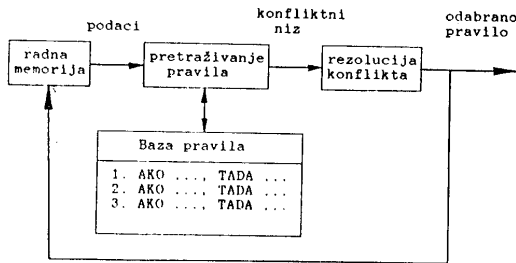 podaci
konfliktni
niz
odabrano
pravilo
radna
memorija
pretraživanje
pravila
rezolucija
konflikta
Baza pravila
1. AKO ..., TADA ...
2. AKO ..., TADA ...
3. AKO ..., TADA ...